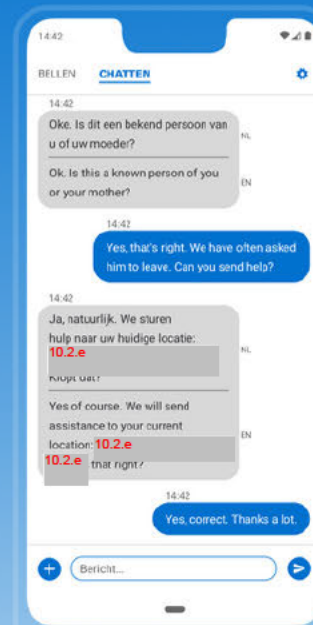 14:42
BELLEN CHATTEN
14:42
Oke. Is dit een bekend persoon van
u of uw moeder?
NL
Ok. Is this a known person of you
or your mother?
EN
14:42
Yes, that's right. We have often asked
him to leave. Can you send help?
14:42
Ja, natuurlijk. We sturen
hulp naar uw huidige locatie:
10.2.e
NL
Klopt dat?
Yes of course. We will send
assistance to your current
location: 10.2.e
EN
10.2.e that right?
14:42
Yes, correct. Thanks a lot.
Bericht...